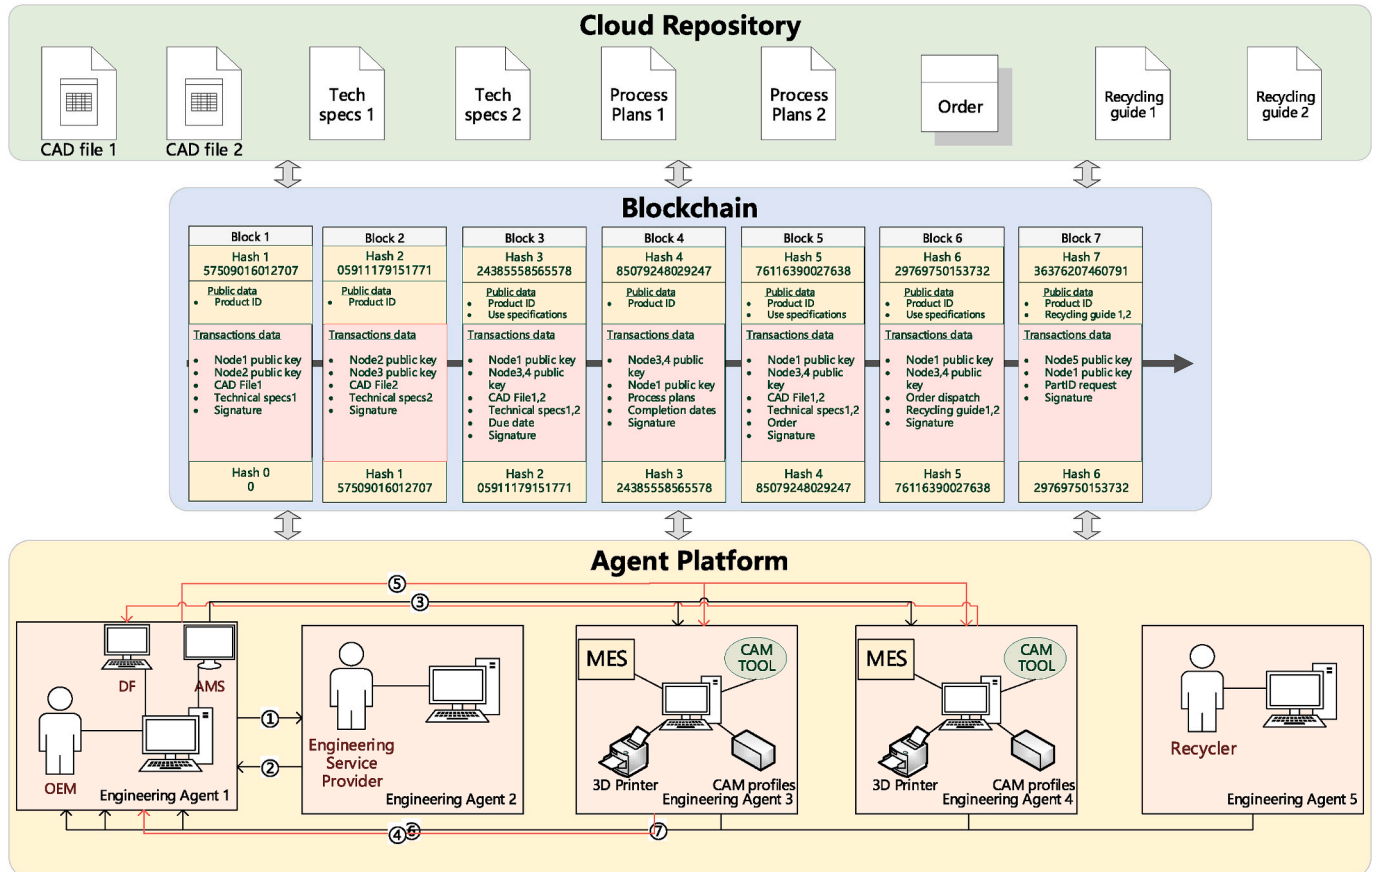 Cloud Repository
CAD file 1
CAD file 2
Tech
specs 1
Tech
specs 2
Process
Plans 1
Process
Plans 2
Order
Recycling
guide 1
Recycling
guide 2
Blockchain
Block 1
Hash 1
57509016012707
Public data
• Product ID
Transactions data
• Node1 public key
• Node2 public key
• CAD File1
• Technical specs1
• Signature
Hash 0
0
Block 2
Hash 2
05911179151771
Public data
• Product ID
Transactions data
• Node2 public key
• Node3 public key
• CAD File2
• Technical specs2
• Signature
Hash 1
57509016012707
Block 3
Hash 3
24385558565578
Public data
• Product ID
• Use specifications
Transactions data
• Node1 public key
• Node3,4 public
key
• CAD File1,2
• Technical specs1,2
• Due date
• Signature
Hash 2
05911179151771
Block 4
Hash 4
85079248029247
Public data
• Product ID
Transactions data
• Node3,4 public
key
• Node1 public key
• Process plans
• Completion dates
• Signature
Hash 3
24385558565578
Block 5
Hash 5
76116390027638
Public data
• Product ID
• Use specifications
Transactions data
• Node1 public key
• Node3,4 public
key
• CAD File1,2
• Technical specs1,2
• Order
• Signature
Hash 4
85079248029247
Block 6
Hash 6
29769750153732
Public data
• Product ID
• Use specifications
Transactions data
• Node1 public key
• Node3,4 public
key
• Order dispatch
• Recycling guide1,2
• Signature
Hash 5
76116390027638
Block 7
Hash 7
36376207460791
Public data
• Product ID
• Recycling guide 1,2
Transactions data
• Node5 public key
• Node1 public key
• PartID request
• Signature
Hash 6
29769750153732
Agent Platform
⑤
③
DF
AMS
OEM
Engineering Agent 1
①
②
Engineering
Service
Provider
Engineering Agent 2
MES
CAM
TOOL
3D Printer
CAM profiles
Engineering Agent 3
MES
CAM
TOOL
3D Printer
CAM profiles
Engineering Agent 4
Recycler
Engineering Agent 5
④
⑥
⑦